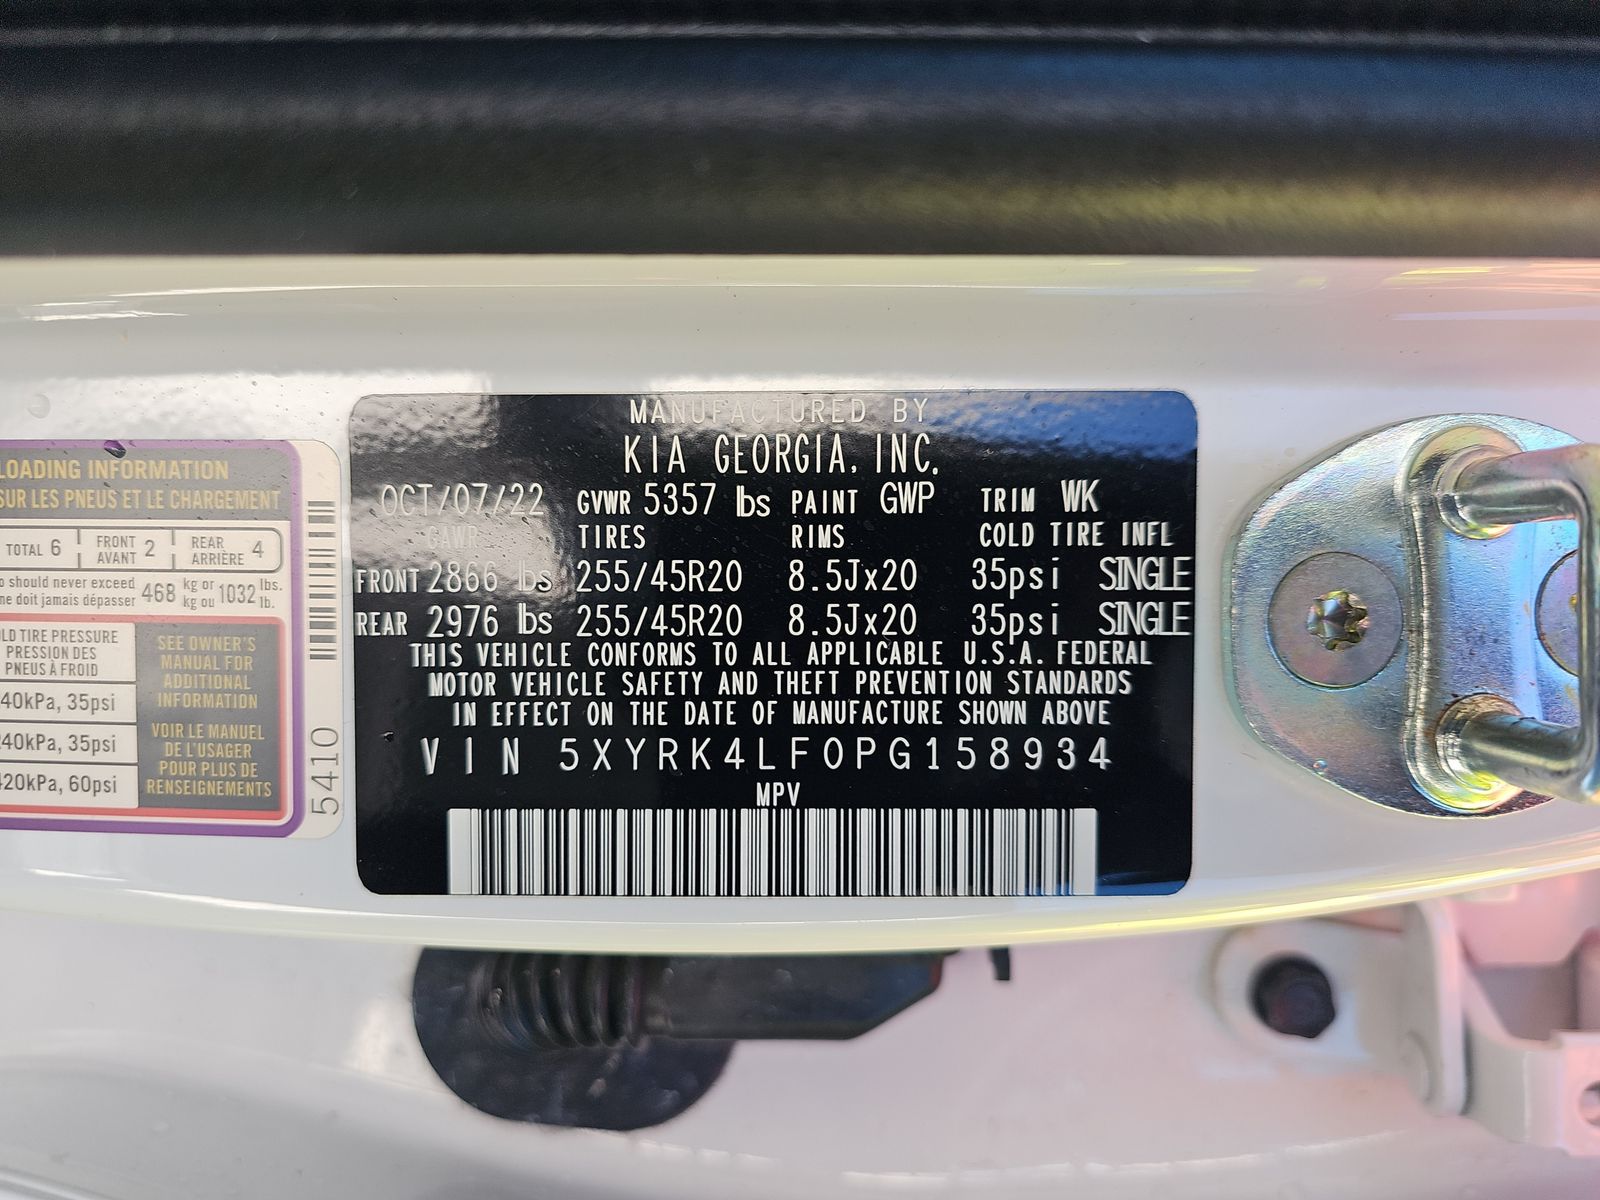 LOADING INFORMATION
SUR LES PNEUS ET LE CHARGEMENT
TOTAL 6
FRONT 2
AVANT
REAR 4
ARRIÈRE
should never exceed 468 kg or 1032 lbs.
ne doit jamais dépasser kg ou lb.
TIRE PRESSURE
PRESSION DES
PNEUS À FROID
35psi
240kPa, 35psi
420kPa, 60psi
SEE OWNER'S
MANUAL FOR
ADDITIONAL
INFORMATION
VOIR LE MANUEL
DE L'USAGER
POUR PLUS DE
RENSEIGNEMENTS
5410
MANUFACTURED BY
KIA GEORGIA, INC.
OCT/07/22 GVWR 5357 lbs PAINT GWP TRIM WK
GAWR TIRES RIMS COLD TIRE INFL
FRONT 2866 lbs 255/45R20 8.5Jx20 35psi SINGLE
REAR 2976 lbs 255/45R20 8.5Jx20 35psi SINGLE
THIS VEHICLE CONFORMS TO ALL APPLICABLE U.S.A. FEDERAL
MOTOR VEHICLE SAFETY AND THEFT PREVENTION STANDARDS
IN EFFECT ON THE DATE OF MANUFACTURE SHOWN ABOVE
VIN 5XYRK4LF0PG158934
MPV